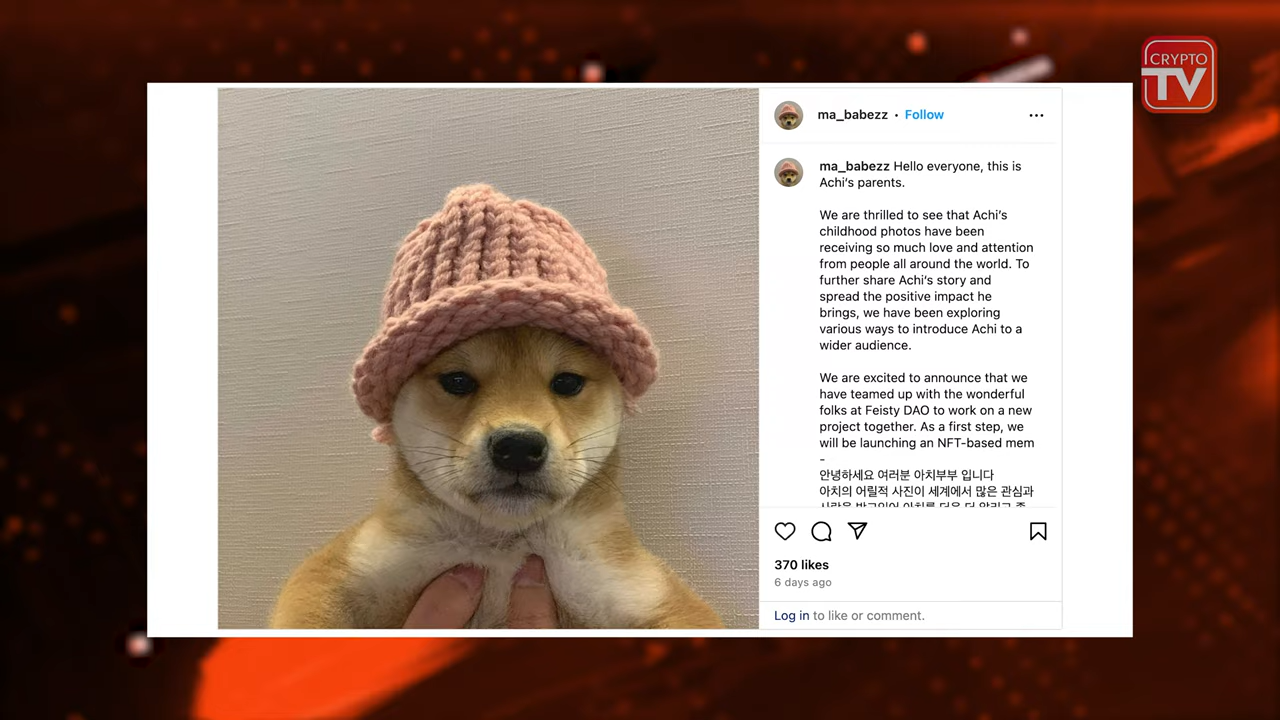 CRYPTO
TV
ma_babezz • Follow
ma_babezz Hello everyone, this is
Achi's parents.
We are thrilled to see that Achi's
childhood photos have been
receiving so much love and attention
from people all around the world. To
further share Achi's story and
spread the positive impact he
brings, we have been exploring
various ways to introduce Achi to a
wider audience.
We are excited to announce that we
have teamed up with the wonderful
folks at Feisty DAO to work on a new
project together. As a first step, we
will be launching an NFT-based mem
-
안녕하세요 여러분 아치부부 입니다
아치의 어릴적 사진이 세계에서 많은 관심과
370 likes
6 days ago
Log in to like or comment.